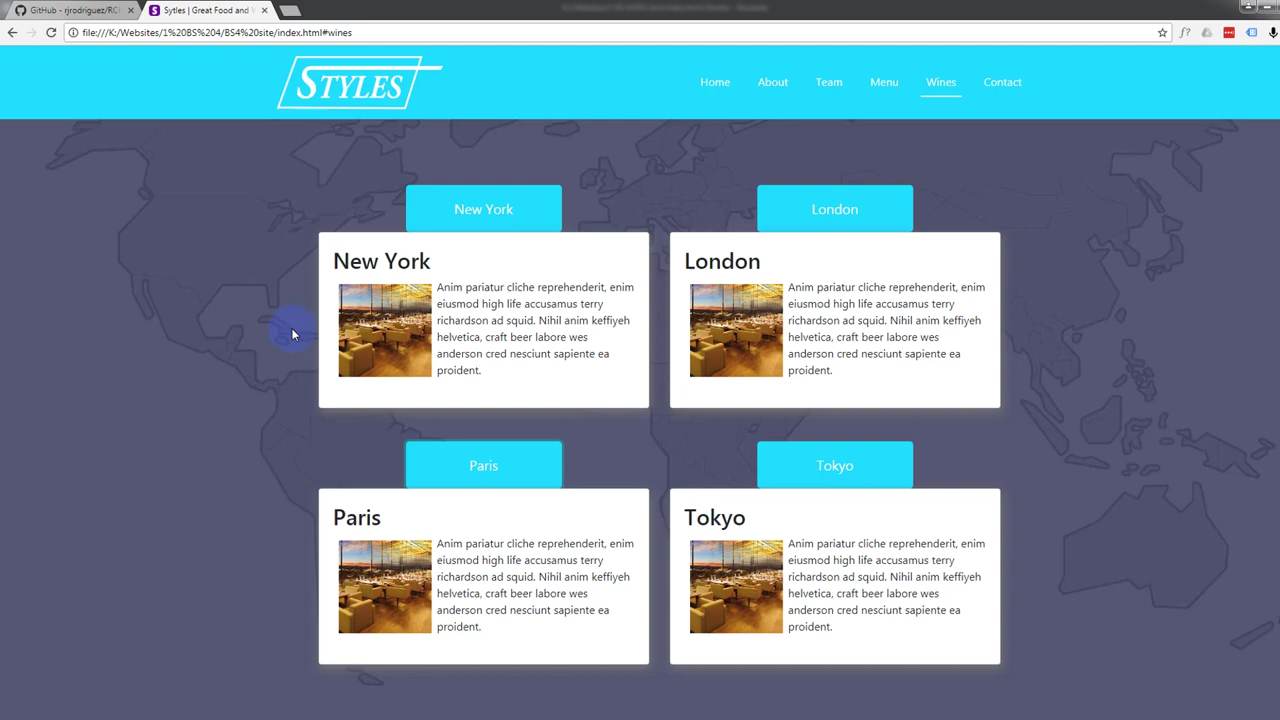 GitHub - rjrodriguez/RC
Sytles | Great Food and
file:///K:/Websites/1%20BS%204/BS4%20site/index.html#wines
STYLES
Home
About
Team
Menu
Wines
Contact
New York
London
New York
Anim pariatur cliche reprehenderit, enim
eiusmod high life accusamus terry
richardson ad squid. Nihil anim keffiyeh
helvetica, craft beer labore wes
anderson cred nesciunt sapiente ea
proident.
London
Anim pariatur cliche reprehenderit, enim
eiusmod high life accusamus terry
richardson ad squid. Nihil anim keffiyeh
helvetica, craft beer labore wes
anderson cred nesciunt sapiente ea
proident.
Paris
Tokyo
Paris
Anim pariatur cliche reprehenderit, enim
eiusmod high life accusamus terry
richardson ad squid. Nihil anim keffiyeh
helvetica, craft beer labore wes
anderson cred nesciunt sapiente ea
proident.
Tokyo
Anim pariatur cliche reprehenderit, enim
eiusmod high life accusamus terry
richardson ad squid. Nihil anim keffiyeh
helvetica, craft beer labore wes
anderson cred nesciunt sapiente ea
proident.